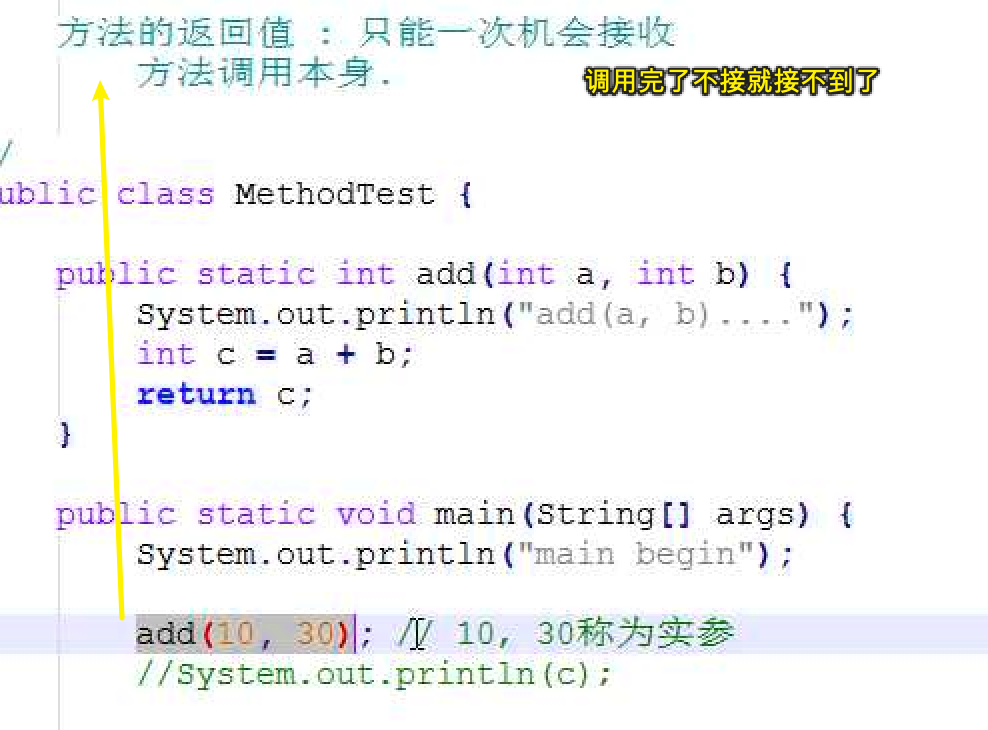 方法的返回值 : 只能一次机会接收
方法调用本身.
调用完了不接就接不到了
/
ublic class MethodTest {
public static int add(int a, int b) {
System.out.println("add(a, b)....");
int c = a + b;
return c;
}
public static void main(String[] args) {
System.out.println("main begin");
add(10, 30); // 10, 30称为实参
//System.out.println(c);